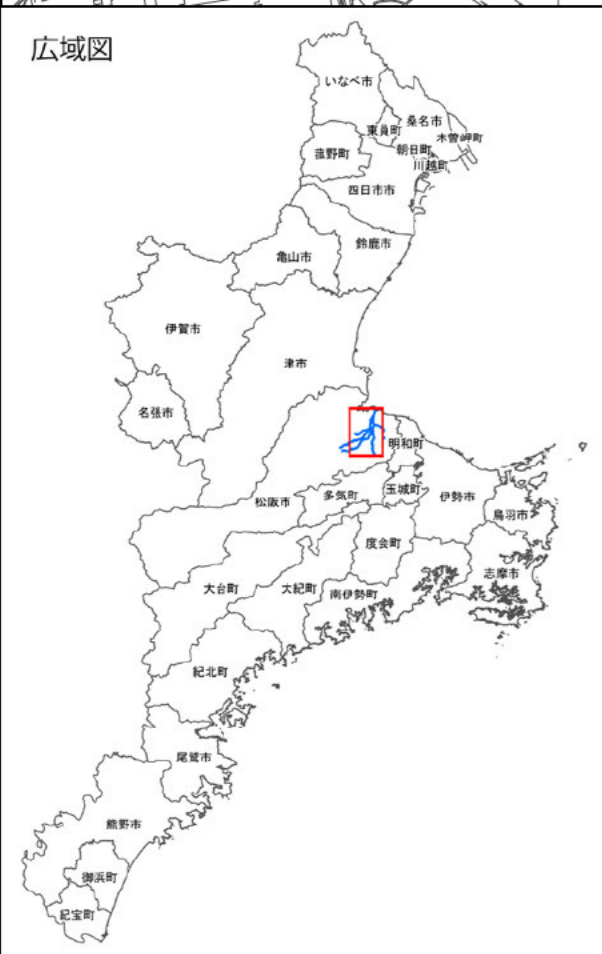 広域図
いなべ市
東員町
桑名市
木曽岬町
朝日町
川越町
菰野町
四日市市
鈴鹿市
亀山市
伊賀市
津市
名張市
明和町
松阪市
多気町
玉城町
伊勢市
鳥羽市
度会町
志摩市
大台町
大紀町
南伊勢町
紀北町
尾鷲市
熊野市
御浜町
紀宝町